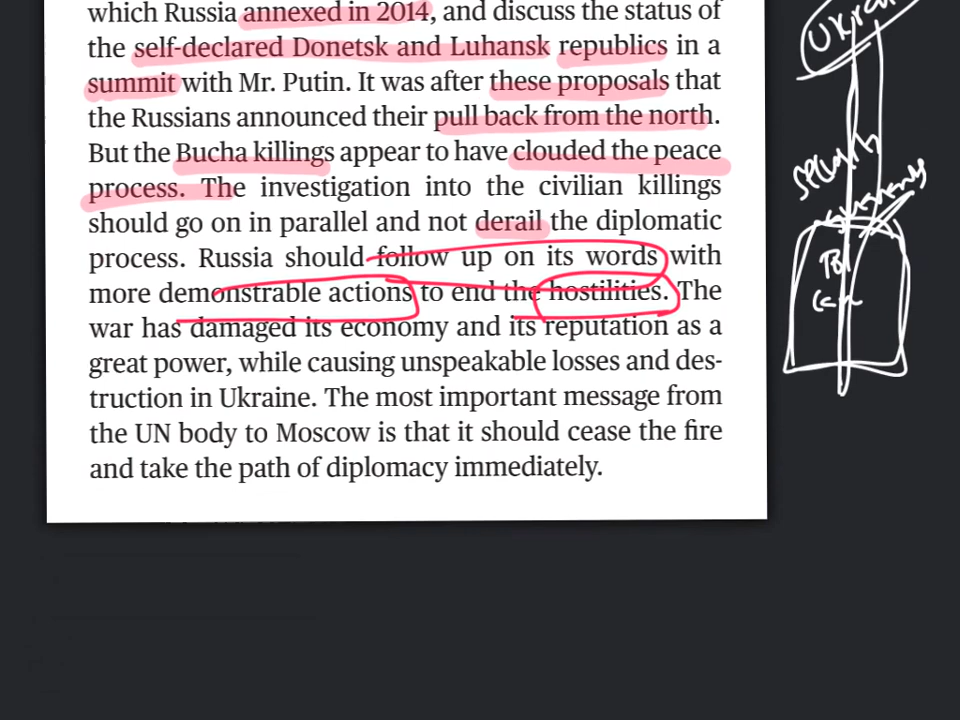 which Russia annexed in 2014, and discuss the status of
the self-declared Donetsk and Luhansk republics in a
summit with Mr. Putin. It was after these proposals that
the Russians announced their pull back from the north.
But the Bucha killings appear to have clouded the peace
process. The investigation into the civilian killings
should go on in parallel and not derail the diplomatic
process. Russia should follow up on its words with
more demonstrable actions to end the hostilities. The
war has damaged its economy and its reputation as a
great power, while causing unspeakable losses and des-
truction in Ukraine. The most important message from
the UN body to Moscow is that it should cease the fire
and take the path of diplomacy immediately.
security